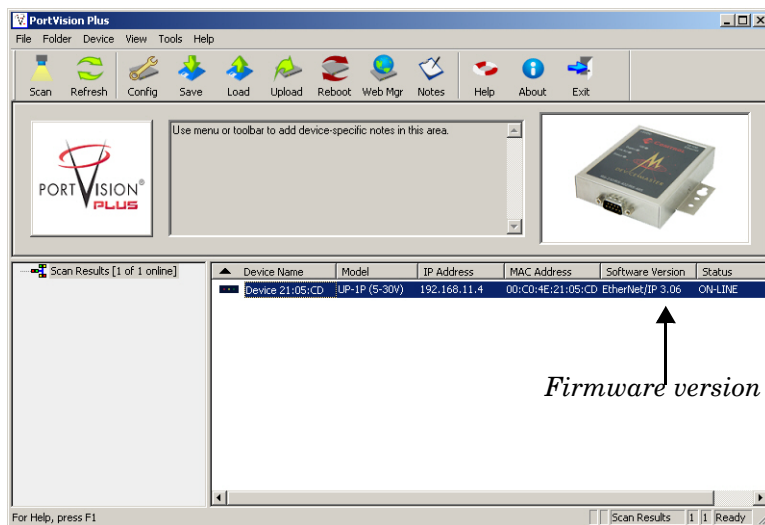 PortVision Plus
File Folder Device View Tools Help
Scan Refresh Config Save Load Upload Reboot Web Mgr Notes Help About Exit
PORTVISION®
PLUS
Use menu or toolbar to add device-specific notes in this area.
Scan Results [1 of 1 online]
Device Name Model IP Address MAC Address Software Version Status
Device 21:05:CD UP-1P (5-30V) 192.168.11.4 00:C0:4E:21:05:CD EtherNet/IP 3.06 ON-LINE
Firmware version
For Help, press F1
Scan Results 1 1 Ready